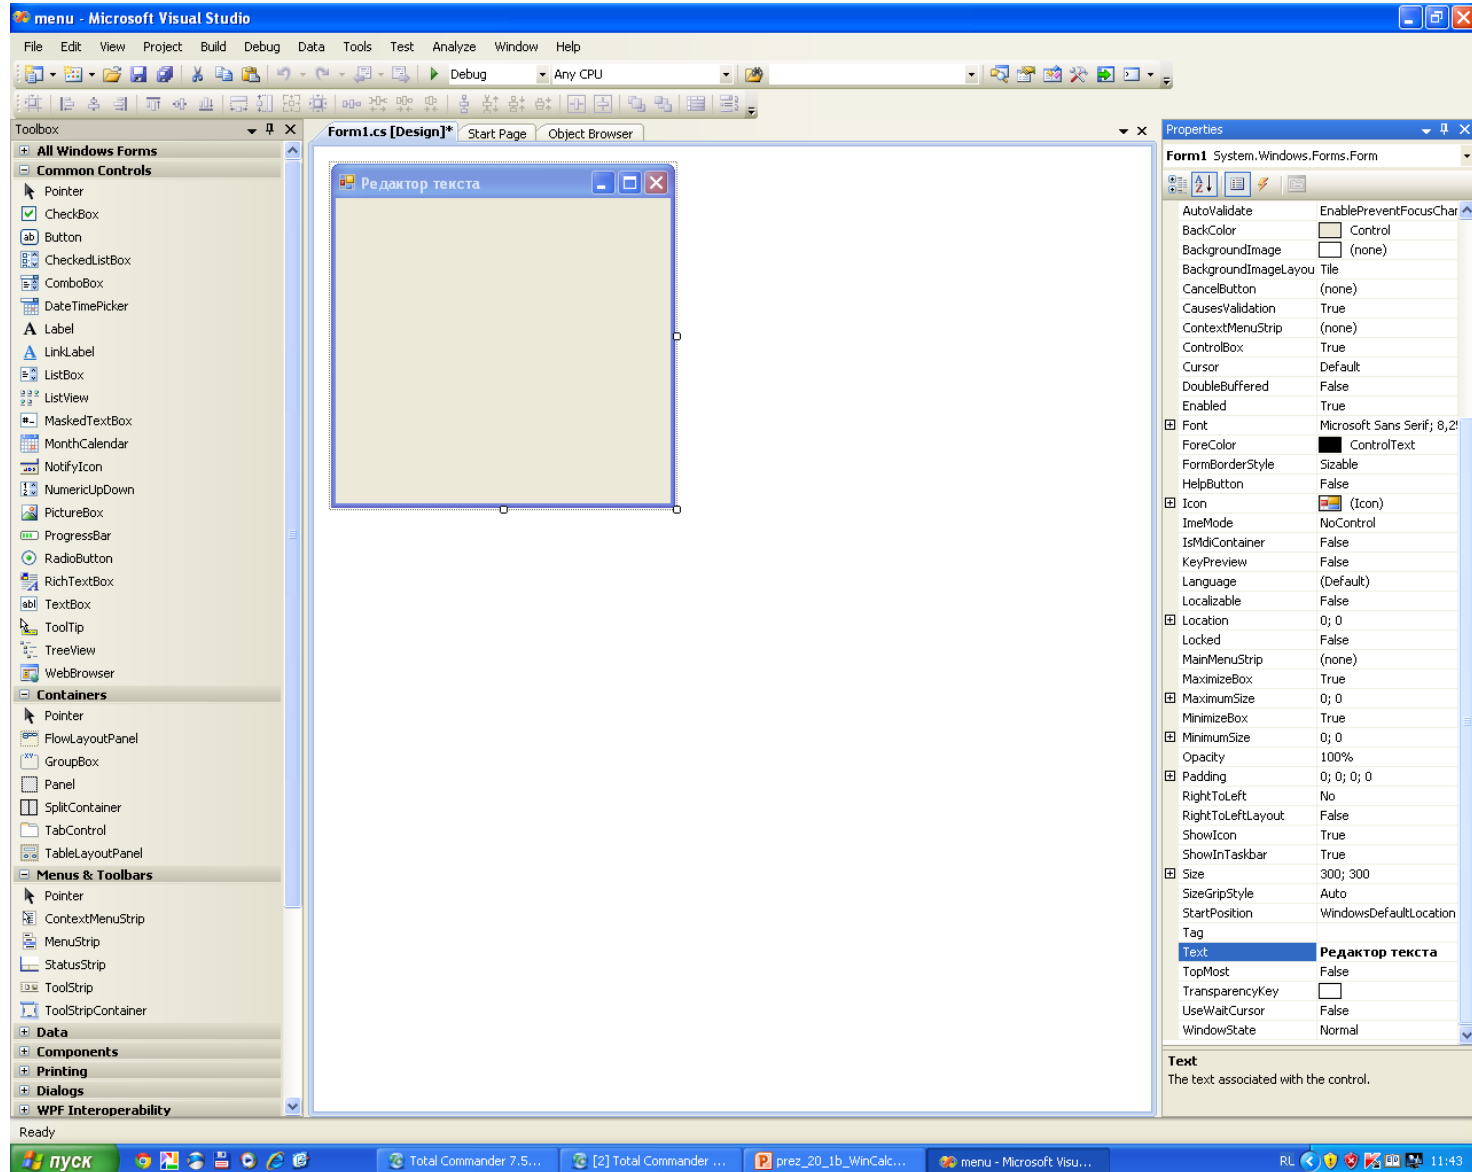 menu - Microsoft Visual Studio
File Edit View Project Build Debug Data Tools Test Analyze Window Help
Debug Any CPU
Toolbox
All Windows Forms
Common Controls
Pointer
CheckBox
Button
CheckedListBox
ComboBox
DateTimePicker
Label
LinkLabel
ListBox
ListView
MaskedTextBox
MonthCalendar
NotifyIcon
NumericUpDown
PictureBox
ProgressBar
RadioButton
RichTextBox
TextBox
ToolTip
TreeView
WebBrowser
Containers
Pointer
FlowLayoutPanel
GroupBox
Panel
SplitContainer
TabControl
TableLayoutPanel
Menus & Toolbars
Pointer
ContextMenuStrip
MenuStrip
StatusStrip
ToolStrip
ToolStripContainer
Data
Components
Printing
Dialogs
WPF Interoperability
Form1.cs [Design]* Start Page Object Browser
Редактор текста
Properties
Form1 System.Windows.Forms.Form
AutoValidate EnablePreventFocusChar
BackColor Control
BackgroundImage (none)
BackgroundImageLayou Tile
CancelButton (none)
CausesValidation True
ContextMenuStrip (none)
ControlBox True
Cursor Default
DoubleBuffered False
Enabled True
Font Microsoft Sans Serif; 8,25
ForeColor ControlText
FormBorderStyle Sizable
HelpButton False
Icon (Icon)
ImeMode NoControl
IsMdiContainer False
KeyPreview False
Language (Default)
Localizable False
Location 0; 0
Locked False
MainMenuStrip (none)
MaximizeBox True
MaximumSize 0; 0
MinimizeBox True
MinimumSize 0; 0
Opacity 100%
Padding 0; 0; 0; 0
RightToLeft No
RightToLeftLayout False
ShowIcon True
ShowInTaskbar True
Size 300; 300
SizeGripStyle Auto
StartPosition WindowsDefaultLocation
Tag
Text Редактор текста
TopMost False
TransparencyKey
UseWaitCursor False
WindowState Normal
Text
The text associated with the control.
Ready
пуск Total Commander 7.5... [2] Total Commander ... prez_20_1b_WinCalc... menu - Microsoft Visu... RL 11:43